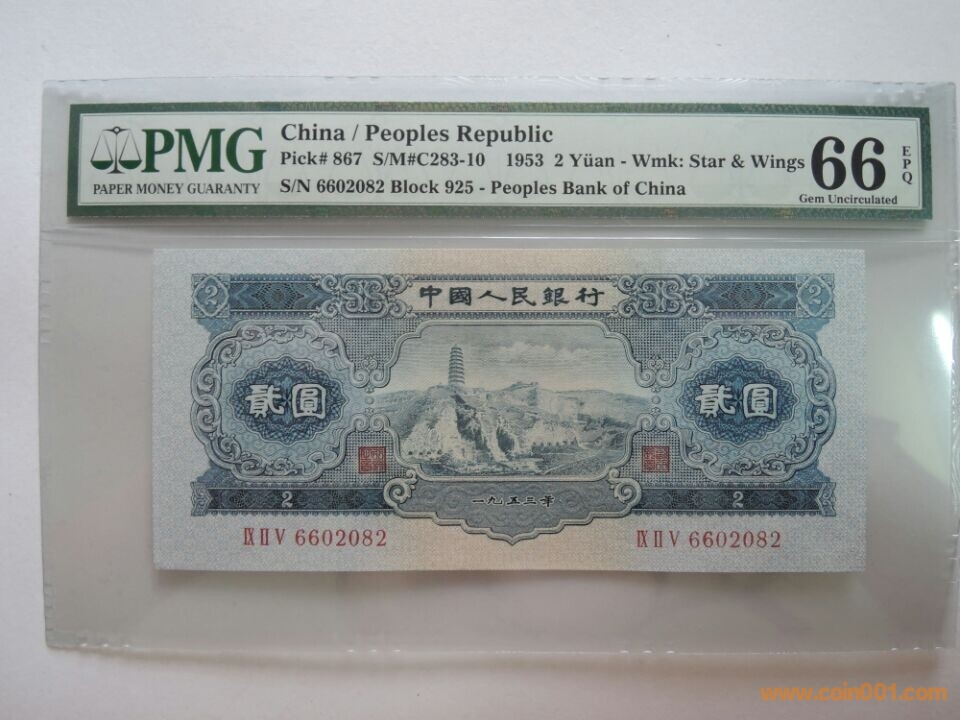 PMG
PAPER MONEY GUARANTY
China / Peoples Republic
Pick# 867 S/M#C283-10 1953 2 Yüan - Wmk: Star & Wings
S/N 6602082 Block 925 - Peoples Bank of China
66
EPQ
Gem Uncirculated
2 中國人民銀行 2
貳圓 貳圓
一九五三年
2 2
IX II V 6602082 IX II V 6602082
www.coin001.com